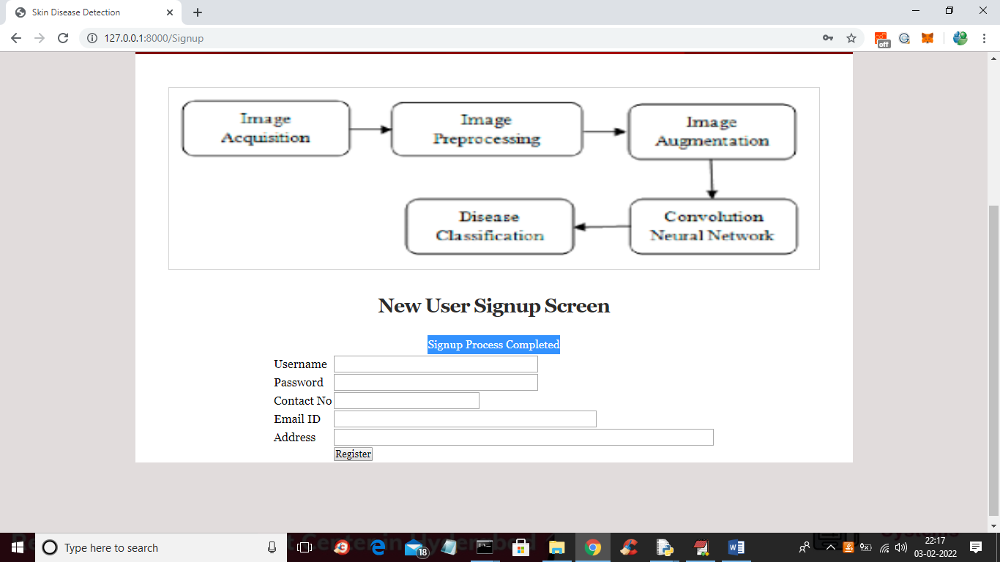 Skin Disease Detection
127.0.0.1:8000/Signup
off
Image
Acquisition
Image
Preprocessing
Image
Augmentation
Disease
Classification
Convolution
Neural Network
New User Signup Screen
Signup Process Completed
Username
Password
Contact No
Email ID
Address
Register
Type here to search
18
22:17
03-02-2022